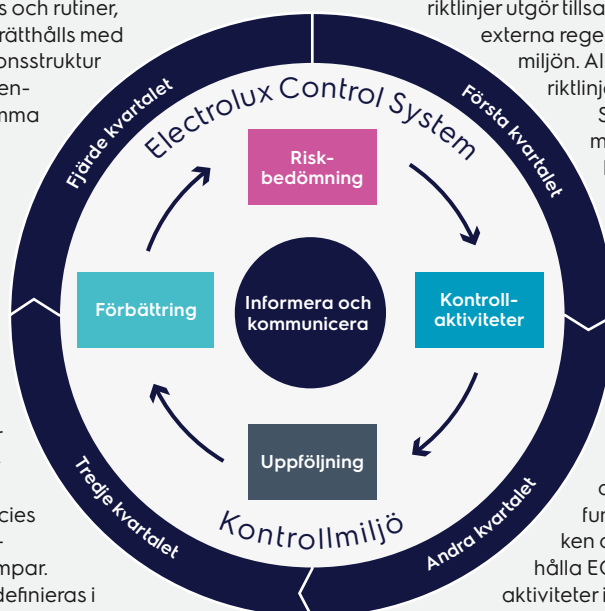 s och rutiner,
rätthålls med
onsstruktur
en-
mma
riktlinjer utgör tillsa
externa rege
miljön. Al
riktlinj
S
m
Fjärde kvartalet
Första kvartalet
Electrolux Control System
Risk-
bedömning
Förbättring
Informera och
kommunicera
Kontroll-
aktiviteter
Uppföljning
Kontrollmiljö
Tredje kvartalet
Andra kvartalet
r
cies
-
mpar.
definieras i
fun
ken
hålla EC
aktiviteter i